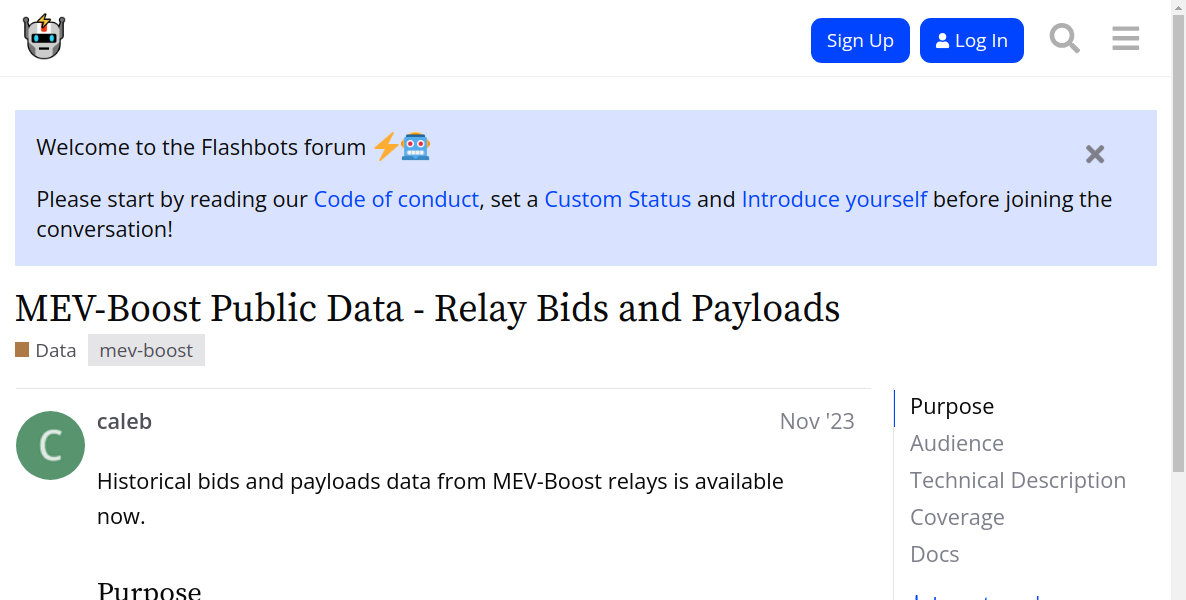 Sign Up
Log In
Welcome to the Flashbots forum
Please start by reading our Code of conduct, set a Custom Status and Introduce yourself before joining the
conversation!
MEV-Boost Public Data - Relay Bids and Payloads
Data mev-boost
C
caleb
Nov '23
Historical bids and payloads data from MEV-Boost relays is available
now.
Purpose
Purpose
Audience
Technical Description
Coverage
Docs